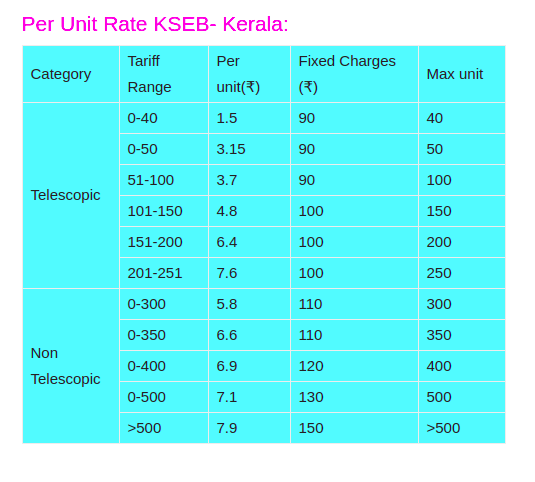 Per Unit Rate KSEB- Kerala:
Category Tariff Range Per unit(₹) Fixed Charges (₹) Max unit
Telescopic
0-40 1.5 90 40
0-50 3.15 90 50
51-100 3.7 90 100
101-150 4.8 100 150
151-200 6.4 100 200
201-251 7.6 100 250
Non Telescopic
0-300 5.8 110 300
0-350 6.6 110 350
0-400 6.9 120 400
0-500 7.1 130 500
>500 7.9 150 >500